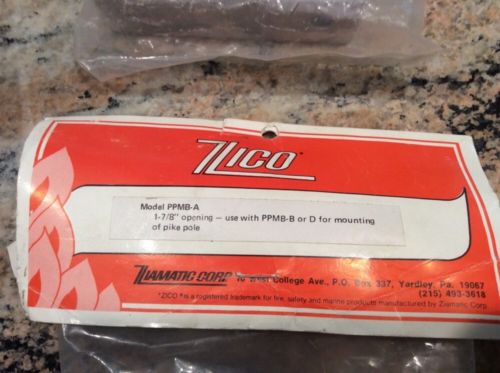 ZICO
Model PPMB-A
1-7/8" opening — use with PPMB-B or D for mounting
of pike pole
ZIAMATIC CORP. 10 West College Ave., P.O. Box 337, Yardley, Pa. 19067
(215) 493-3618
"ZICO" is a registered trademark for fire, safety and marine products manufactured by Ziamatic Corp.